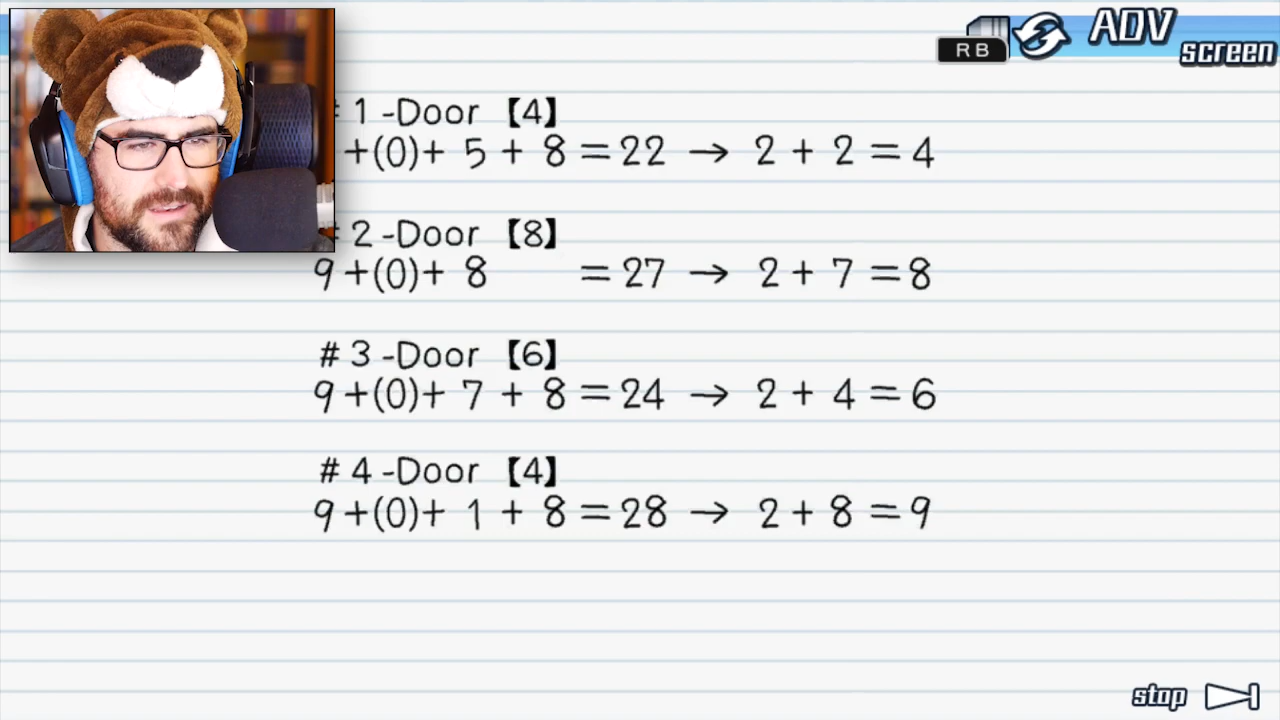 RB ADV screen
1 -Door 【4】
+(0)+ 5 + 8 = 22 → 2 + 2 = 4
2 -Door 【8】
9 +(0)+ 8 = 27 → 2 + 7 = 8
# 3 -Door 【6】
9 +(0)+ 7 + 8 = 24 → 2 + 4 = 6
# 4 -Door 【4】
9 +(0)+ 1 + 8 = 28 → 2 + 8 = 9
stop